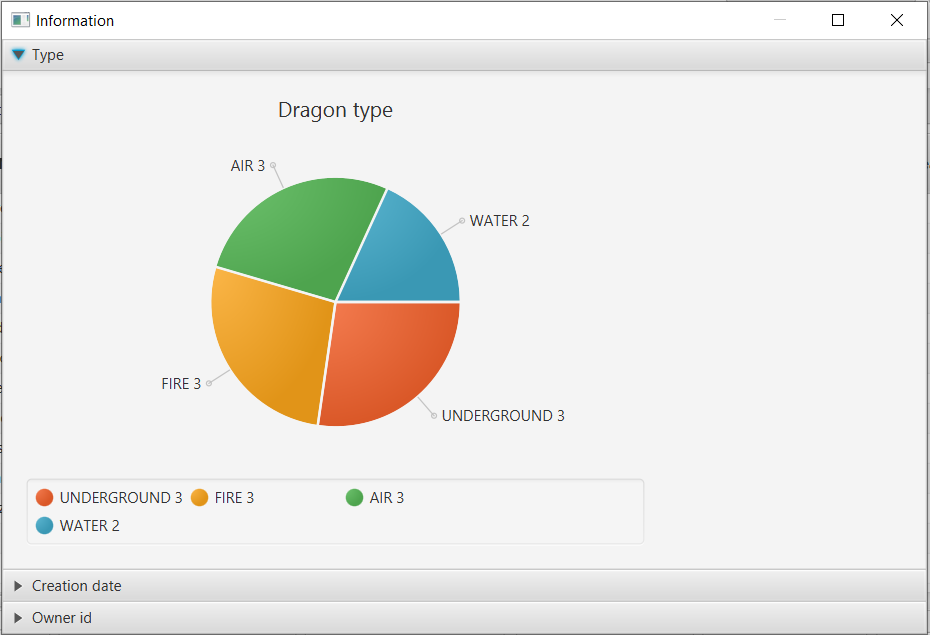 Information
Type
Dragon type
AIR 3
WATER 2
FIRE 3
UNDERGROUND 3
UNDERGROUND 3 FIRE 3 AIR 3
WATER 2
Creation date
Owner id